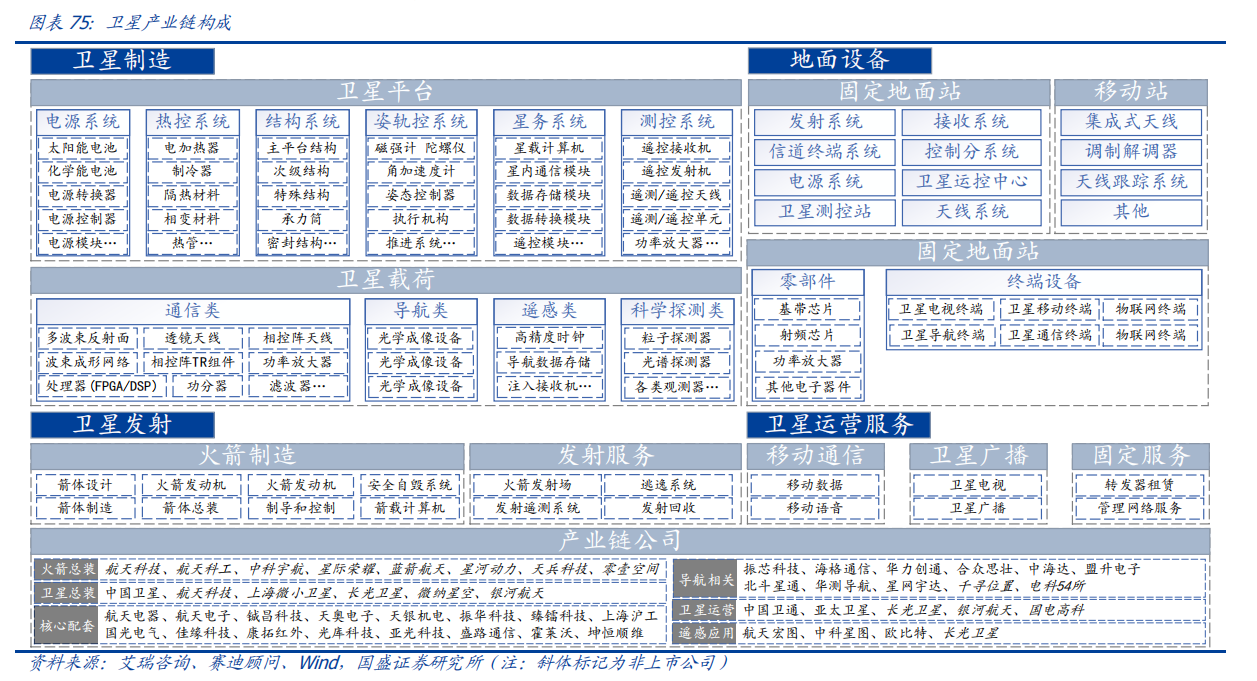 图表 75：卫星产业链构成
卫星制造
卫星平台
电源系统
太阳能电池
化学能电池
电源转换器
电源控制器
电源模块…
热控系统
电加热器
制冷器
隔热材料
相变材料
热管…
结构系统
主平台结构
次级结构
特殊结构
承力筒
密封结构…
姿轨控系统
磁强计 陀螺仪
角加速度计
姿态控制器
执行机构
推进系统…
星务系统
星载计算机
星内通信模块
数据存储模块
数据转换模块
遥控模块…
测控系统
遥控接收机
遥控发射机
遥测/遥控天线
遥测/遥控单元
功率放大器…
卫星载荷
通信类
多波束反射面 透镜天线 相控阵天线
波束成形网络 相控阵TR组件 功率放大器
处理器(FPGA/DSP) 功分器 滤波器…
导航类
光学成像设备
光学成像设备
光学成像设备
遥感类
高精度时钟
导航数据存储
注入接收机…
科学探测类
粒子探测器
光谱探测器
各类观测器…
地面设备
固定地面站
发射系统 接收系统
信道终端系统 控制分系统
电源系统 卫星运控中心
卫星测控站 天线系统
移动站
集成式天线
调制解调器
天线跟踪系统
其他
固定地面站
零部件
基带芯片
射频芯片
功率放大器
其他电子器件
终端设备
卫星电视终端 卫星移动终端 物联网终端
卫星导航终端 卫星通信终端 物联网终端
卫星发射
火箭制造
箭体设计 火箭发动机 火箭发动机 安全自毁系统
箭体制造 箭体总装 制导和控制 箭载计算机
发射服务
火箭发射场 逃逸系统
发射遥测系统 发射回收
卫星运营服务
移动通信
移动数据
移动语音
卫星广播
卫星电视
卫星广播
固定服务
转发器租赁
管理网络服务
产业链公司
火箭总装 航天科技、航天科工、中科宇航、星际荣耀、蓝箭航天、星河动力、天兵科技、零壹空间
卫星总装 中国卫星、航天科技、上海微小卫星、长光卫星、微纳星空、银河航天
核心配套 航天电器、航天电子、铖昌科技、天奥电子、天银机电、振华科技、臻镭科技、上海沪工
国光电气、佳缘科技、康拓红外、光库科技、亚光科技、盛路通信、霍莱沃、坤恒顺维
导航相关 振芯科技、海格通信、华力创通、合众思壮、中海达、盟升电子
北斗星通、华测导航、星网宇达、千寻位置、电科54所
卫星运营 中国卫通、亚太卫星、长光卫星、银河航天、国电高科
遥感应用 航天宏图、中科星图、欧比特、长光卫星
资料来源：艾瑞咨询、赛迪顾问、Wind，国盛证券研究所（注：斜体标记为非上市公司）